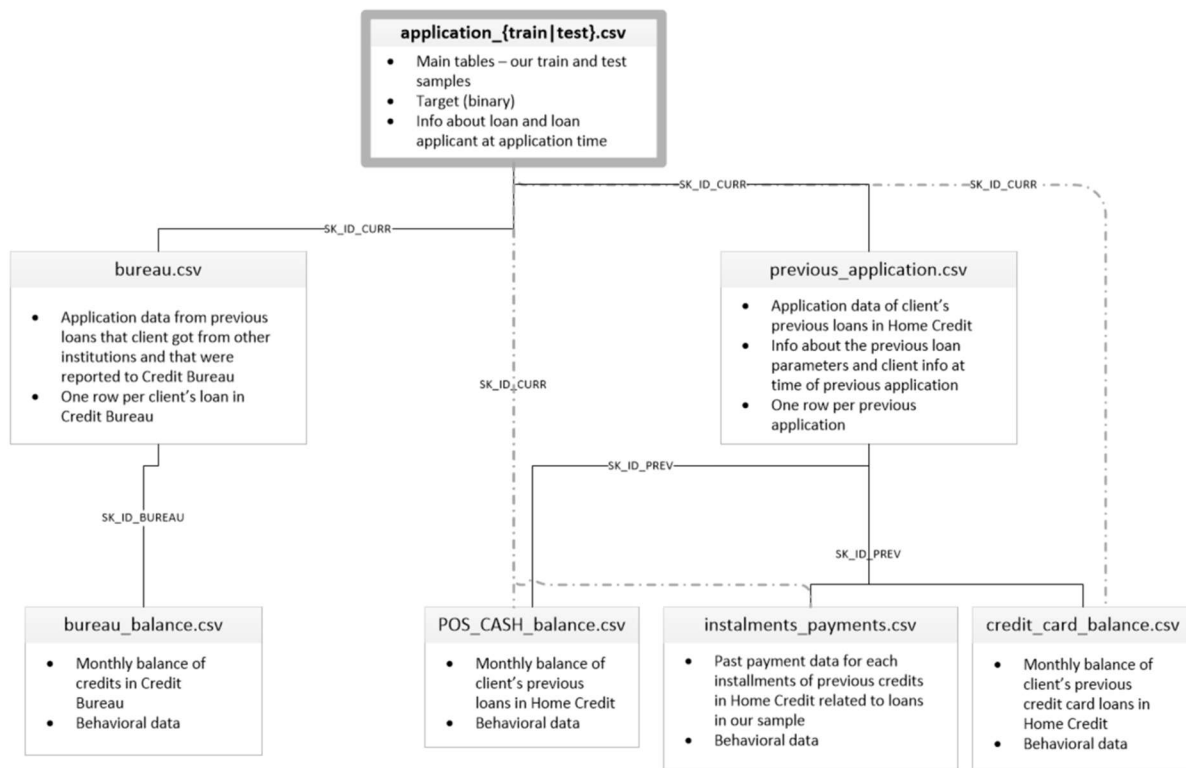 application_{train|test}.csv
• Main tables – our train and test
samples
• Target (binary)
• Info about loan and loan
applicant at application time
SK_ID_CURR
SK_ID_CURR
SK_ID_CURR
bureau.csv
• Application data from previous
loans that client got from other
institutions and that were
reported to Credit Bureau
• One row per client's loan in
Credit Bureau
previous_application.csv
• Application data of client's
previous loans in Home Credit
• Info about the previous loan
parameters and client info at
time of previous application
• One row per previous
application
SK_ID_CURR
SK_ID_PREV
SK_ID_BUREAU
SK_ID_PREV
bureau_balance.csv
• Monthly balance of
credits in Credit
Bureau
• Behavioral data
POS_CASH_balance.csv
• Monthly balance of
client's previous
loans in Home Credit
• Behavioral data
instalments_payments.csv
• Past payment data for each
installments of previous credits
in Home Credit related to loans
in our sample
• Behavioral data
credit_card_balance.csv
• Monthly balance of
client's previous
credit card loans in
Home Credit
• Behavioral data